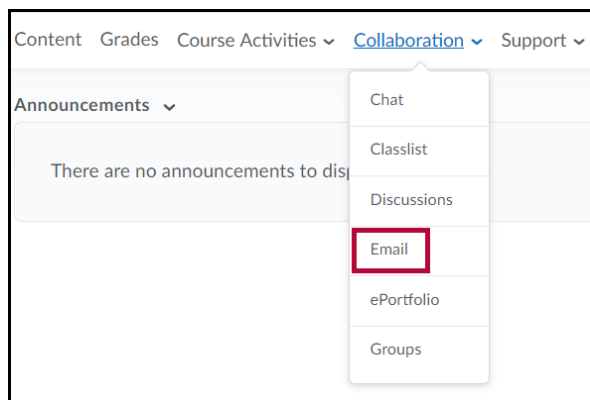 Content Grades Course Activities Collaboration Support
Announcements
There are no announcements to disp
Chat
Classlist
Discussions
Email
ePortfolio
Groups